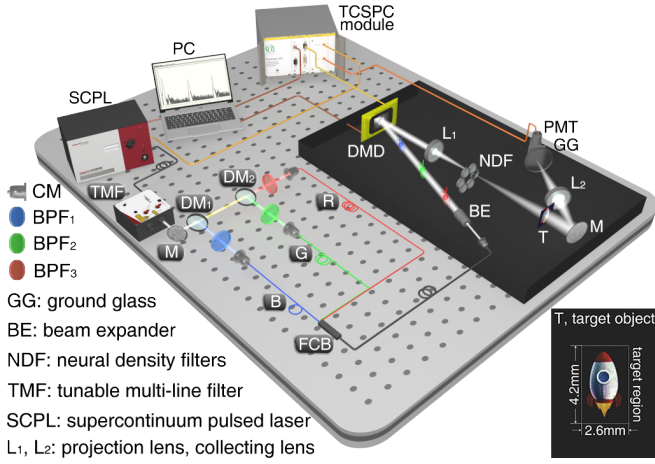 TCSPC
module
PC
SCPL
PMT
GG
DMD
L1
NDF
L2
BE
T
M
CM
TMF
DM1
DM2
R
BPF1
BPF2
BPF3
M
G
B
FCB
GG: ground glass
BE: beam expander
NDF: neural density filters
TMF: tunable multi-line filter
SCPL: supercontinuum pulsed laser
L1, L2: projection lens, collecting lens
T, target object
target region
4.2mm
2.6mm